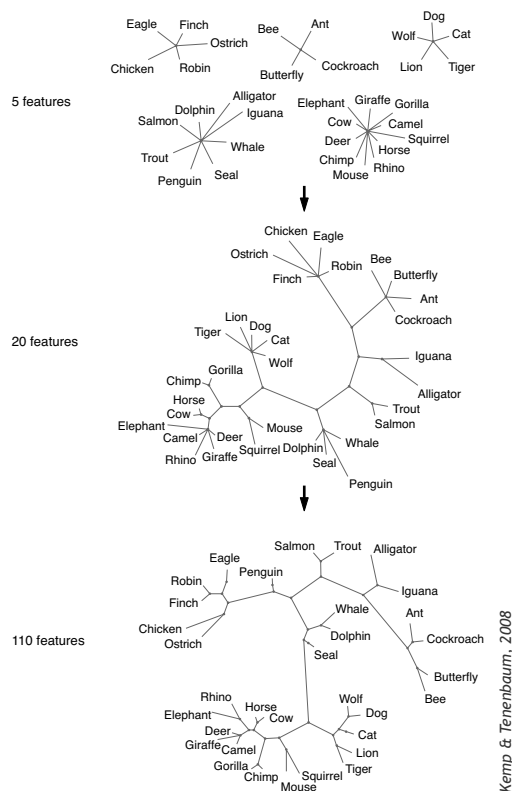 5 features
Eagle
Finch
Ostrich
Chicken
Robin
Bee
Ant
Butterfly
Cockroach
Dog
Wolf
Cat
Lion
Tiger
Alligator
Dolphin
Iguana
Salmon
Trout
Whale
Penguin
Seal
Elephant
Giraffe
Gorilla
Cow
Camel
Deer
Squirrel
Chimp
Horse
Mouse
Rhino
20 features
Chicken
Eagle
Ostrich
Robin
Finch
Bee
Butterfly
Ant
Cockroach
Lion
Dog
Tiger
Cat
Wolf
Iguana
Alligator
Gorilla
Chimp
Horse
Cow
Elephant
Camel
Deer
Rhino
Giraffe
Mouse
Squirrel
Trout
Salmon
Dolphin
Whale
Seal
Penguin
110 features
Salmon
Trout
Alligator
Eagle
Penguin
Robin
Finch
Iguana
Chicken
Ostrich
Whale
Dolphin
Seal
Ant
Cockroach
Butterfly
Bee
Rhino
Elephant
Horse
Cow
Deer
Giraffe
Camel
Gorilla
Chimp
Mouse
Squirrel
Wolf
Dog
Cat
Lion
Tiger
Kemp & Tenenbaum, 2008